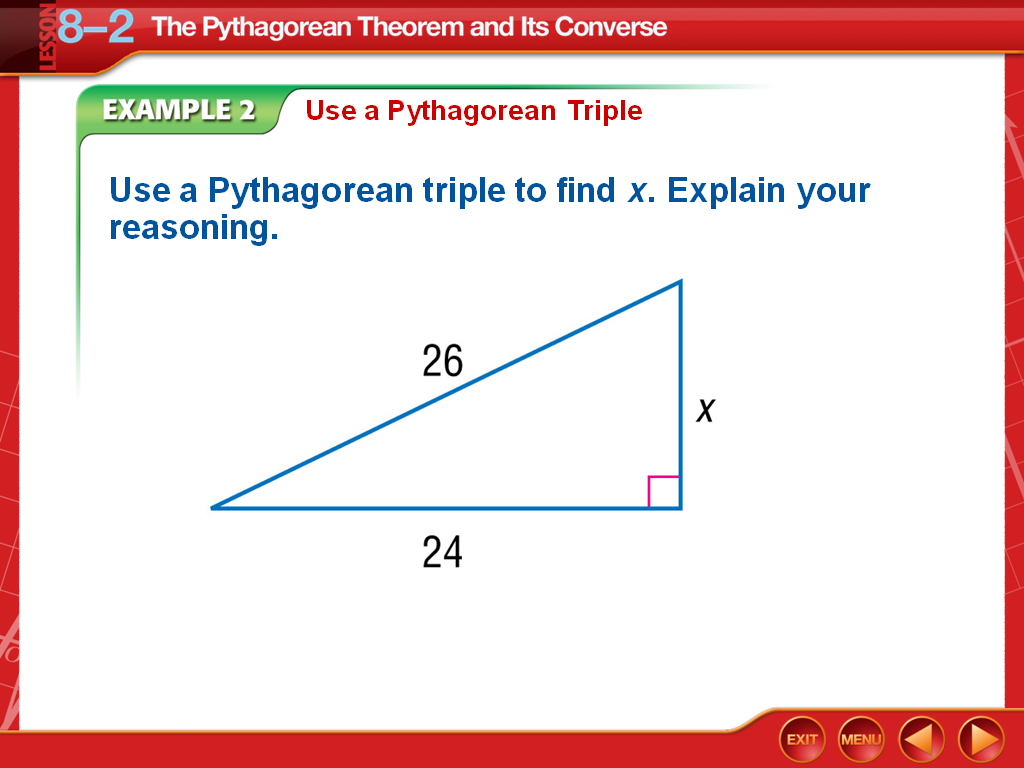 LESSON
8–2 The Pythagorean Theorem and Its Converse
EXAMPLE 2 Use a Pythagorean Triple
Use a Pythagorean triple to find x. Explain your
reasoning.
26
x
24
EXIT MENU